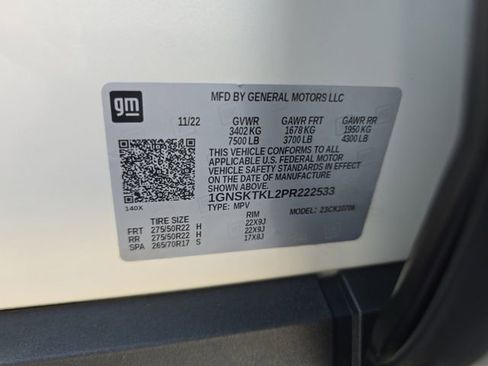 gm
MFD BY GENERAL MOTORS LLC
11/22 GVWR GAWR FRT GAWR RR
3402 KG 1678 KG 1950 KG
7500 LB 3700 LB 4300 LB
THIS VEHICLE CONFORMS TO ALL
APPLICABLE U.S. FEDERAL MOTOR
VEHICLE SAFETY STANDARDS IN EFFECT
ON THE DATE OF MANUFACTURE
SHOWN ABOVE.
1GNSKTKL2PR222533
TYPE: MPV MODEL: 23CK10706
140X
TIRE SIZE RIM
FRT 275/50R22 H 22X9J
RR 275/50R22 H 22X9J
SPA 265/70R17 S 17X8J